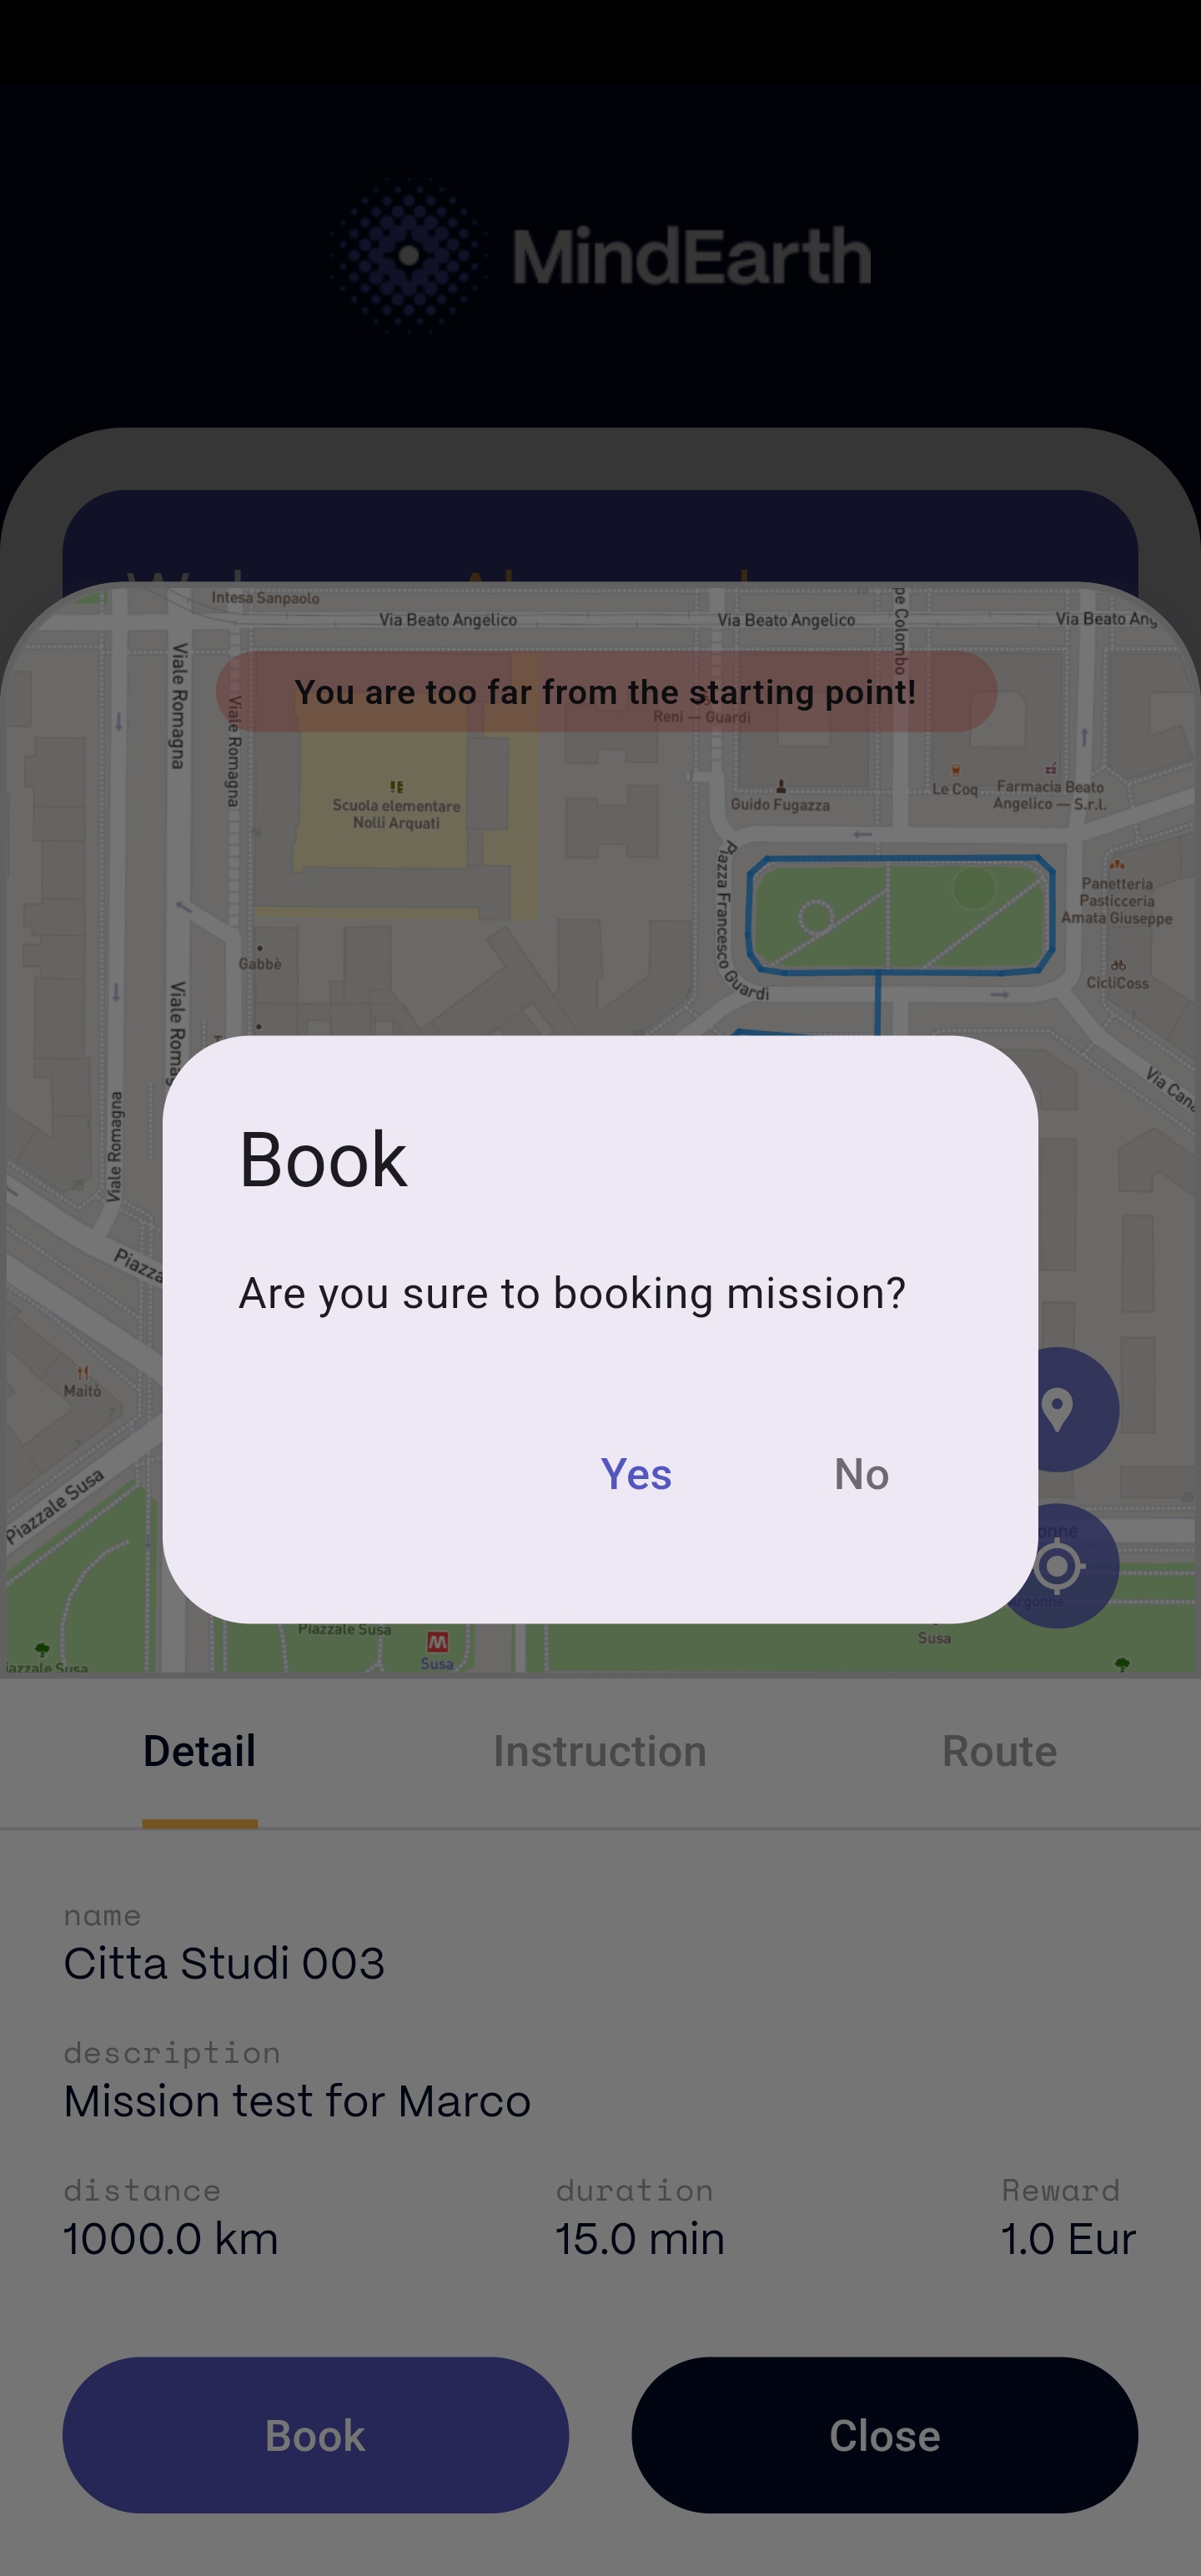 MindEarth
Intesa Sanpaolo
Via Beato Angelico
Via Beato Angelico
Via Beato Ang
pe Colombo
Viale Romagna
Viale Romagna
You are too far from the starting point!
Reni — Guardi
Scuola elementare
Nolli Arquati
Guido Fugazza
Le Coq
Farmacia Beato
Angelico — S.r.l.
Piazza Francesco Guardi
Panetteria
Pasticceria
Amata Giuseppe
Gabbè
CicliCoss
Viale Romag
Viale Romagna
Via Cana
Piazza
Book
Are you sure to booking mission?
Yes
No
Maitò
Piazzale Susa
onne
Argonne
Piazzale Susa
Susa
Susa
iazzale Susa
Detail
Instruction
Route
name
Citta Studi 003
description
Mission test for Marco
distance
duration
Reward
1000.0 km
15.0 min
1.0 Eur
Book
Close